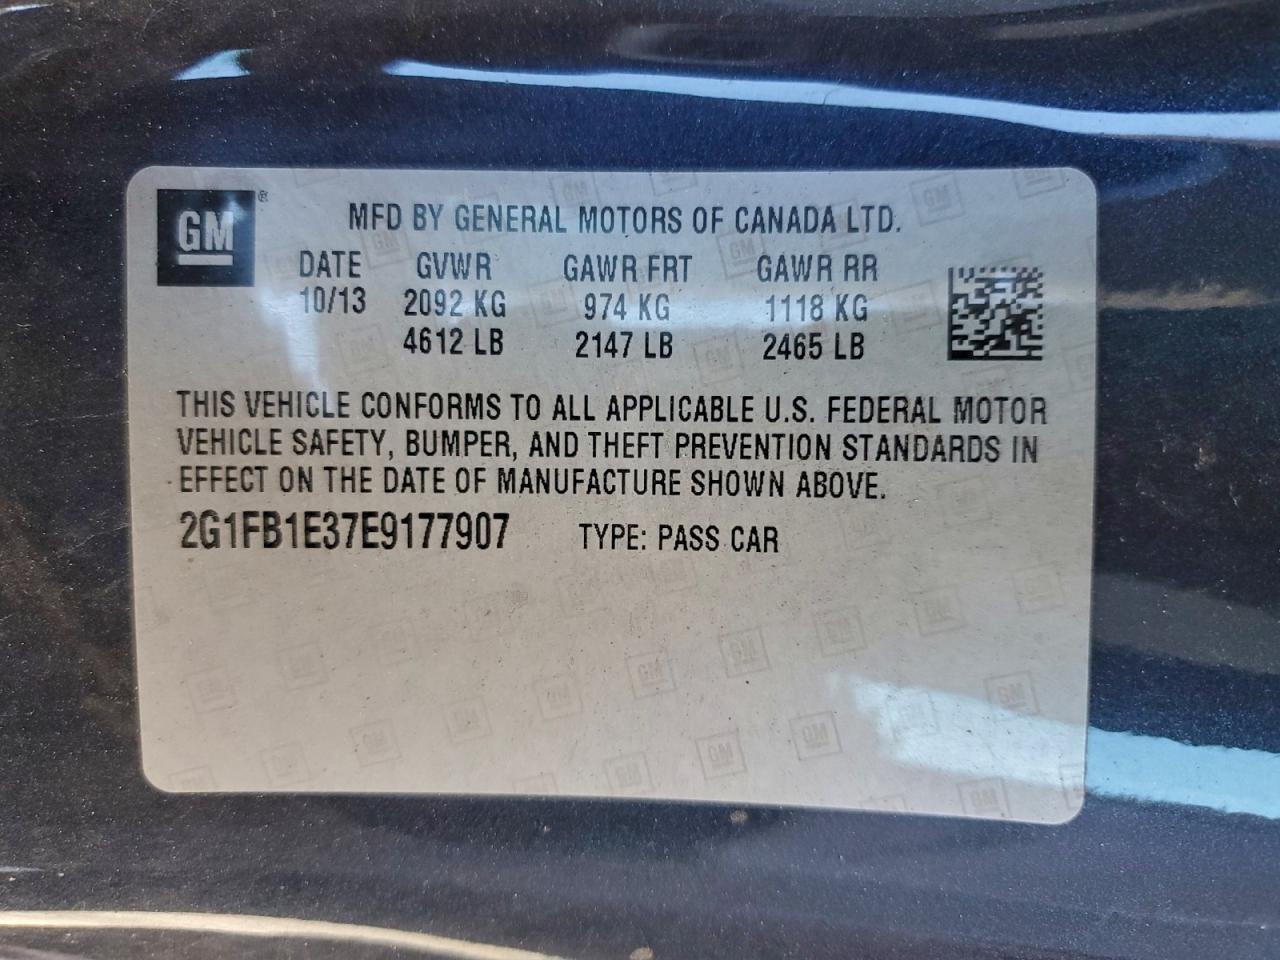 GM
MFD BY GENERAL MOTORS OF CANADA LTD.
DATE GVWR GAWR FRT GAWR RR
10/13 2092 KG 974 KG 1118 KG
4612 LB 2147 LB 2465 LB
THIS VEHICLE CONFORMS TO ALL APPLICABLE U.S. FEDERAL MOTOR
VEHICLE SAFETY, BUMPER, AND THEFT PREVENTION STANDARDS IN
EFFECT ON THE DATE OF MANUFACTURE SHOWN ABOVE.
2G1FB1E37E9177907 TYPE: PASS CAR